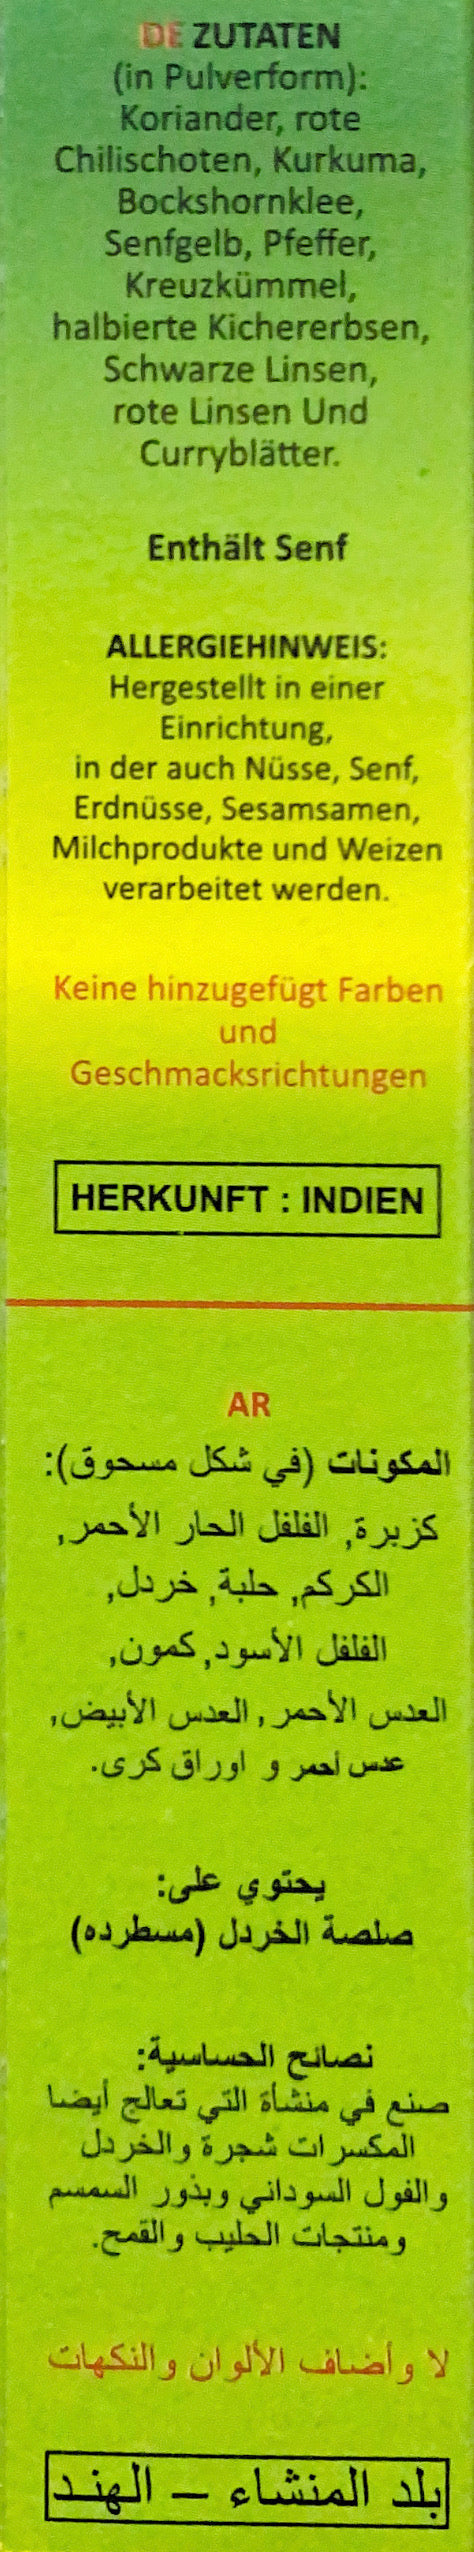 DE ZUTATEN
(in Pulverform):
Koriander, rote
Chilischoten, Kurkuma,
Bockshornklee,
Senfgelb, Pfeffer,
Kreuzkümmel,
halbierte Kichererbsen,
Schwarze Linsen,
rote Linsen Und
Curryblätter.
Enthält Senf
ALLERGIEHINWEIS:
Hergestellt in einer
Einrichtung,
in der auch Nüsse, Senf,
Erdnüsse, Sesamsamen,
Milchprodukte und Weizen
verarbeitet werden.
Keine hinzugefügt Farben
und
Geschmacksrichtungen
HERKUNFT : INDIEN
AR
المكونات (في شكل مسحوق):
كزبرة, الفلفل الحار الأحمر,
الكركم, حلبة, خردل,
الفلفل الأسود, كمون,
العدس الأحمر, العدس الأبيض,
عدس أحمر و اوراق كرى.
يحتوي على:
صلصة الخردل (مسطرده)
نصائح الحساسية:
صنع في منشأة التي تعالج أيضا
المكسرات شجرة والخردل
والفول السوداني وبذور السمسم
ومنتجات الحليب والقمح.
لا وأضاف الألوان والنكهات
بلد المنشاء – الهند